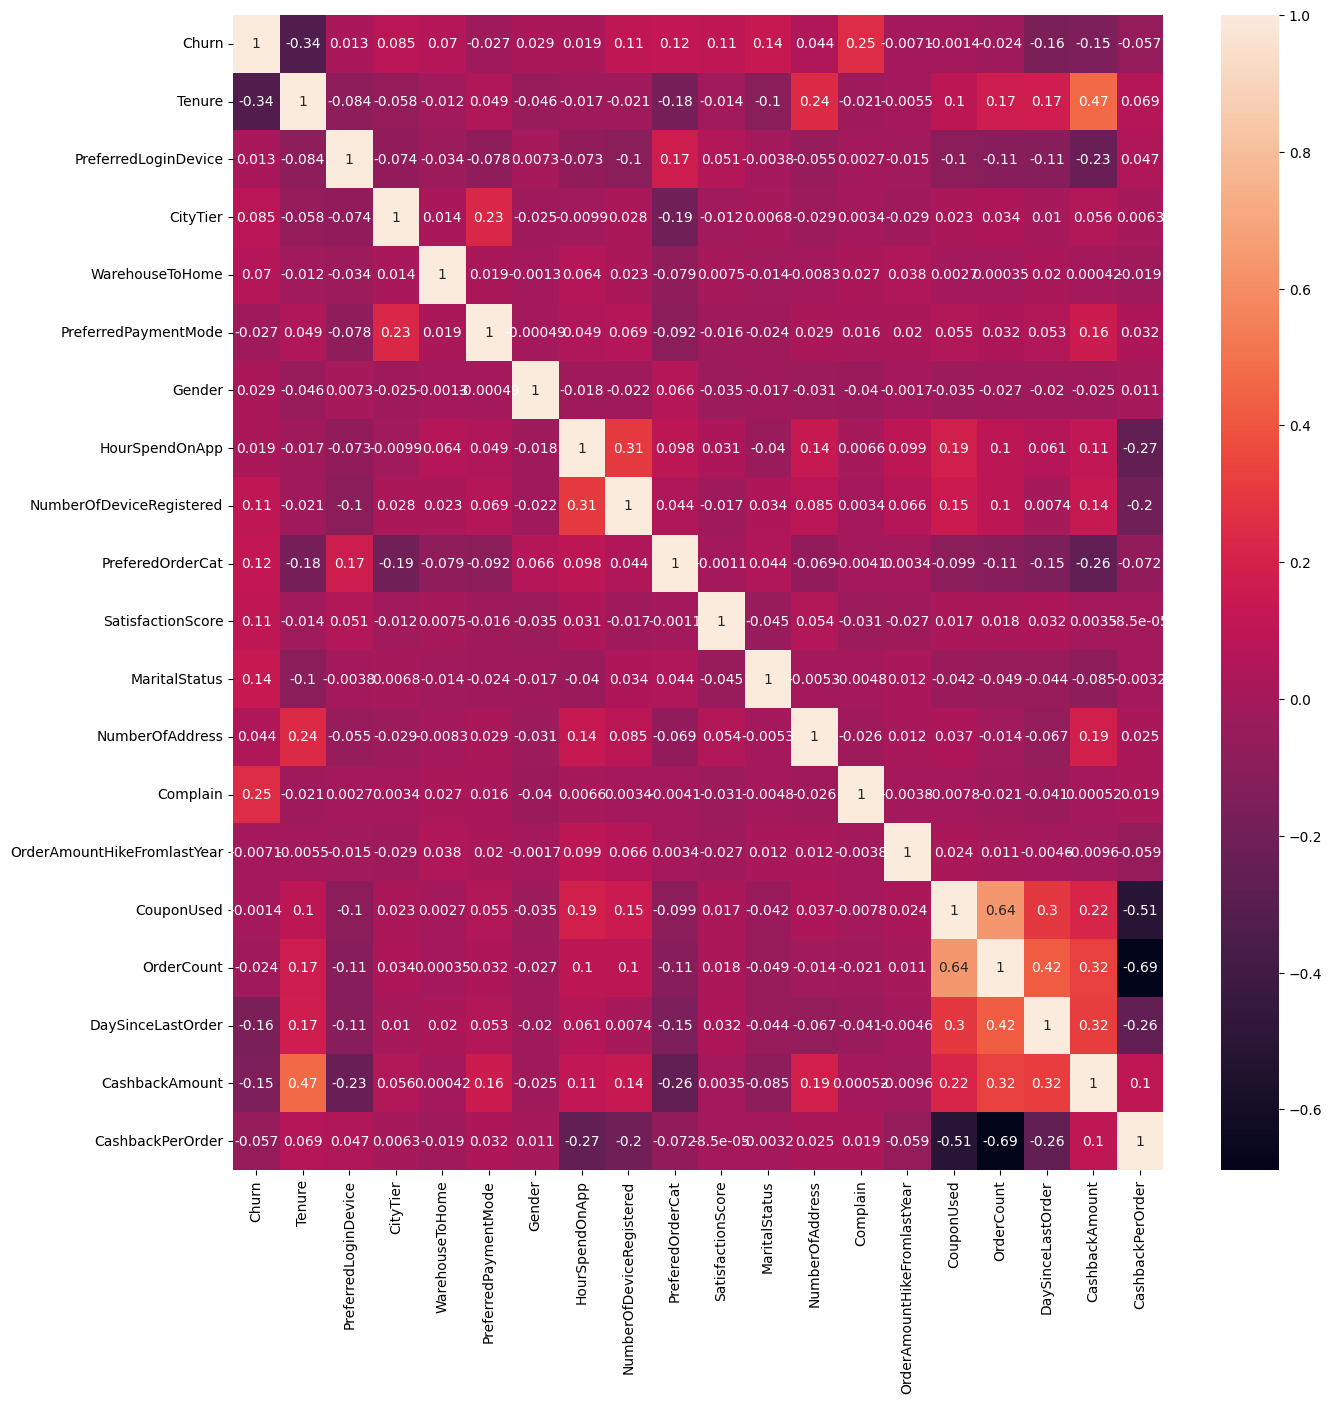 Churn 1 -0.34 0.013 0.085 0.07 -0.027 0.029 0.019 0.11 0.12 0.11 0.14 0.044 0.25 -0.0071 -0.0014 -0.024 -0.16 -0.15 -0.057
Tenure -0.34 1 -0.084 -0.058 -0.012 0.049 -0.046 -0.017 -0.021 -0.18 -0.014 -0.1 0.24 -0.021 -0.0055 0.1 0.17 0.17 0.47 0.069
PreferredLoginDevice 0.013 -0.084 1 -0.074 -0.034 -0.078 0.0073 -0.073 -0.1 0.17 0.051 -0.0038 -0.055 0.0027 -0.015 -0.1 -0.11 -0.11 -0.23 0.047
CityTier 0.085 -0.058 -0.074 1 0.014 0.23 -0.025 -0.0099 0.028 -0.19 -0.012 0.0068 -0.029 0.0034 -0.029 0.023 0.034 0.01 0.056 0.0063
WarehouseToHome 0.07 -0.012 -0.034 0.014 1 0.019 -0.0013 0.064 0.023 -0.079 0.0075 -0.014 -0.0083 0.027 0.038 0.0027 0.00035 0.02 0.00042 -0.019
PreferredPaymentMode -0.027 0.049 -0.078 0.23 0.019 1 -0.00049 0.049 0.069 -0.092 -0.016 -0.024 0.029 0.016 0.02 0.055 0.032 0.053 0.16 0.032
Gender 0.029 -0.046 0.0073 -0.025 -0.0013 -0.00049 1 -0.018 -0.022 0.066 -0.035 -0.017 -0.031 -0.04 -0.0017 -0.035 -0.027 -0.02 -0.025 0.011
HourSpendOnApp 0.019 -0.017 -0.073 -0.0099 0.064 0.049 -0.018 1 0.31 0.098 0.031 -0.04 0.14 0.0066 0.099 0.19 0.1 0.061 0.11 -0.27
NumberOfDeviceRegistered 0.11 -0.021 -0.1 0.028 0.023 0.069 -0.022 0.31 1 0.044 -0.017 0.034 0.085 0.0034 0.066 0.15 0.1 0.0074 0.14 -0.2
PreferedOrderCat 0.12 -0.18 0.17 -0.19 -0.079 -0.092 0.066 0.098 0.044 1 -0.0011 0.044 -0.069 -0.0041 0.0034 -0.099 -0.11 -0.15 -0.26 -0.072
SatisfactionScore 0.11 -0.014 0.051 -0.012 0.0075 -0.016 -0.035 0.031 -0.017 -0.0011 1 -0.045 0.054 -0.031 -0.027 0.017 0.018 0.032 0.0035 -8.5e-05
MaritalStatus 0.14 -0.1 -0.0038 0.0068 -0.014 -0.024 -0.017 -0.04 0.034 0.044 -0.045 1 -0.0053 -0.0048 0.012 -0.042 -0.049 -0.044 -0.085 -0.0032
NumberOfAddress 0.044 0.24 -0.055 -0.029 -0.0083 0.029 -0.031 0.14 0.085 -0.069 0.054 -0.0053 1 -0.026 0.012 0.037 -0.014 -0.067 0.19 0.025
Complain 0.25 -0.021 0.0027 0.0034 0.027 0.016 -0.04 0.0066 0.0034 -0.0041 -0.031 -0.0048 -0.026 1 -0.0038 -0.0078 -0.021 -0.041 0.00052 0.019
OrderAmountHikeFromlastYear -0.0071 -0.0055 -0.015 -0.029 0.038 0.02 -0.0017 0.099 0.066 0.0034 -0.027 0.012 0.012 -0.0038 1 0.024 0.011 -0.0046 -0.0096 -0.059
CouponUsed -0.0014 0.1 -0.1 0.023 0.0027 0.055 -0.035 0.19 0.15 -0.099 0.017 -0.042 0.037 -0.0078 0.024 1 0.64 0.3 0.22 -0.51
OrderCount -0.024 0.17 -0.11 0.034 0.00035 0.032 -0.027 0.1 0.1 -0.11 0.018 -0.049 -0.014 -0.021 0.011 0.64 1 0.42 0.32 -0.69
DaySinceLastOrder -0.16 0.17 -0.11 0.01 0.02 0.053 -0.02 0.061 0.0074 -0.15 0.032 -0.044 -0.067 -0.041 -0.0046 0.3 0.42 1 0.32 -0.26
CashbackAmount -0.15 0.47 -0.23 0.056 0.00042 0.16 -0.025 0.11 0.14 -0.26 0.0035 -0.085 0.19 0.00052 -0.0096 0.22 0.32 0.32 1 0.1
CashbackPerOrder -0.057 0.069 0.047 0.0063 -0.019 0.032 0.011 -0.27 -0.2 -0.072 -8.5e-05 -0.0032 0.025 0.019 -0.059 -0.51 -0.69 -0.26 0.1 1
Churn
Tenure
PreferredLoginDevice
CityTier
WarehouseToHome
PreferredPaymentMode
Gender
HourSpendOnApp
NumberOfDeviceRegistered
PreferedOrderCat
SatisfactionScore
MaritalStatus
NumberOfAddress
Complain
OrderAmountHikeFromlastYear
CouponUsed
OrderCount
DaySinceLastOrder
CashbackAmount
CashbackPerOrder
1.0
0.8
0.6
0.4
0.2
0.0
−0.2
−0.4
−0.6